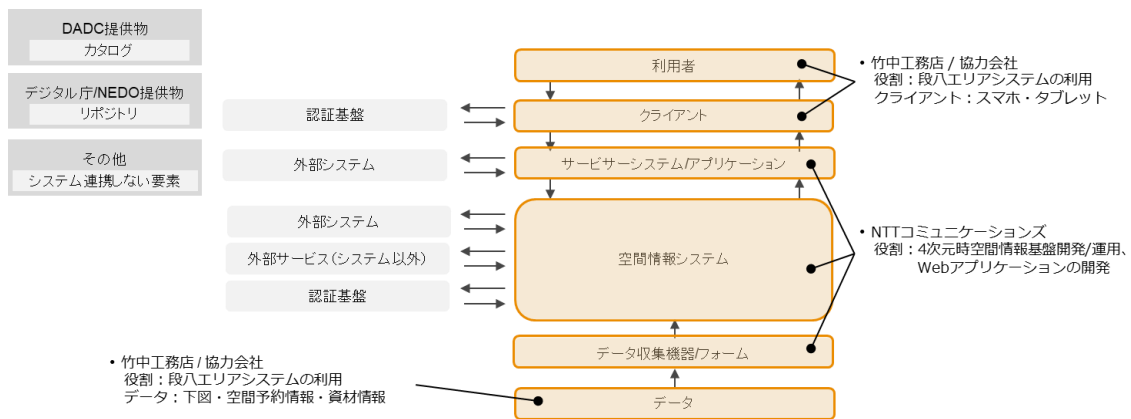 DADC提供物
カタログ
デジタル庁/NEDO提供物
リポジトリ
その他
システム連携しない要素
利用者
クライアント
サービサーシステム/アプリケーション
空間情報システム
データ収集機器/フォーム
データ
認証基盤
外部システム
外部システム
外部サービス(システム以外)
認証基盤
• 竹中工務店 / 協力会社
役割：段八エリアシステムの利用
クライアント：スマホ・タブレット
• NTTコミュニケーションズ
役割：4次元時空間情報基盤開発/運用、
Webアプリケーションの開発
• 竹中工務店 / 協力会社
役割：段八エリアシステムの利用
データ：下図・空間予約情報・資材情報